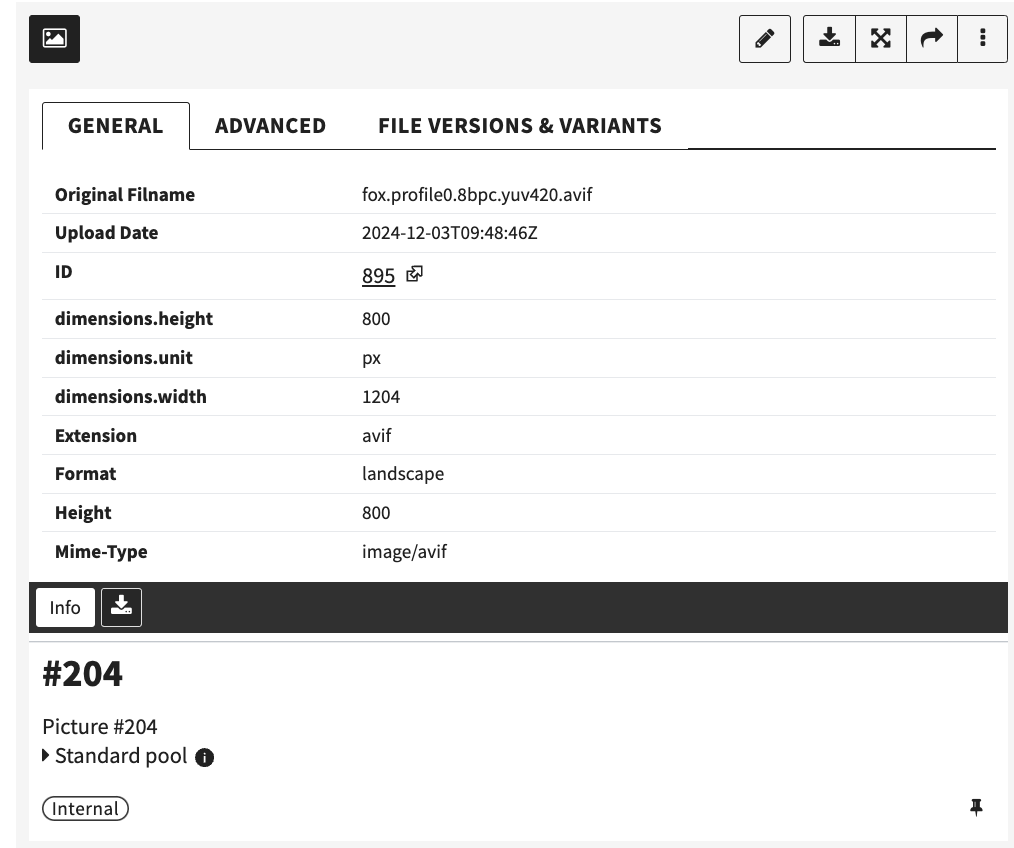 GENERAL ADVANCED FILE VERSIONS & VARIANTS
Original Filname fox.profile0.8bpc.yuv420.avif
Upload Date 2024-12-03T09:48:46Z
ID 895
dimensions.height 800
dimensions.unit px
dimensions.width 1204
Extension avif
Format landscape
Height 800
Mime-Type image/avif
Info
#204
Picture #204
Standard pool
Internal